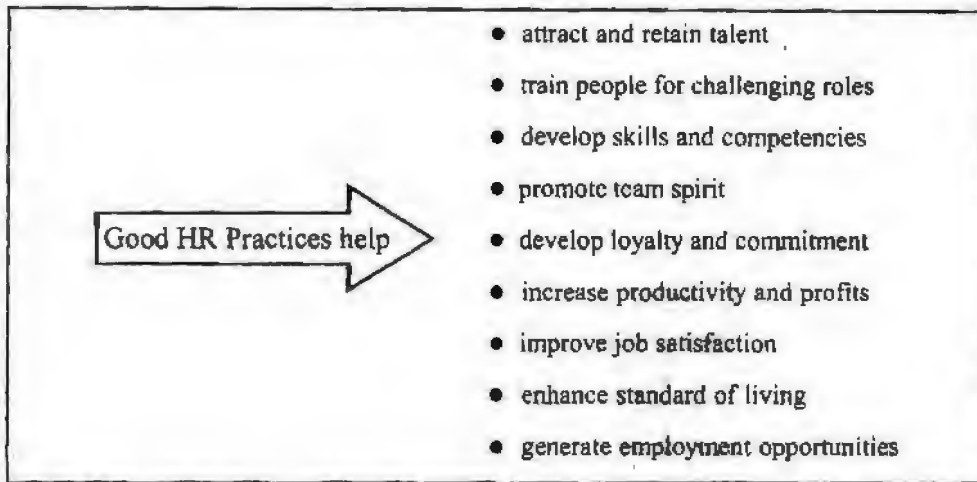 ● attract and retain talent
● train people for challenging roles
● develop skills and competencies
● promote team spirit
Good HR Practices help
● develop loyalty and commitment
● increase productivity and profits
● improve job satisfaction
● enhance standard of living
● generate employment opportunities